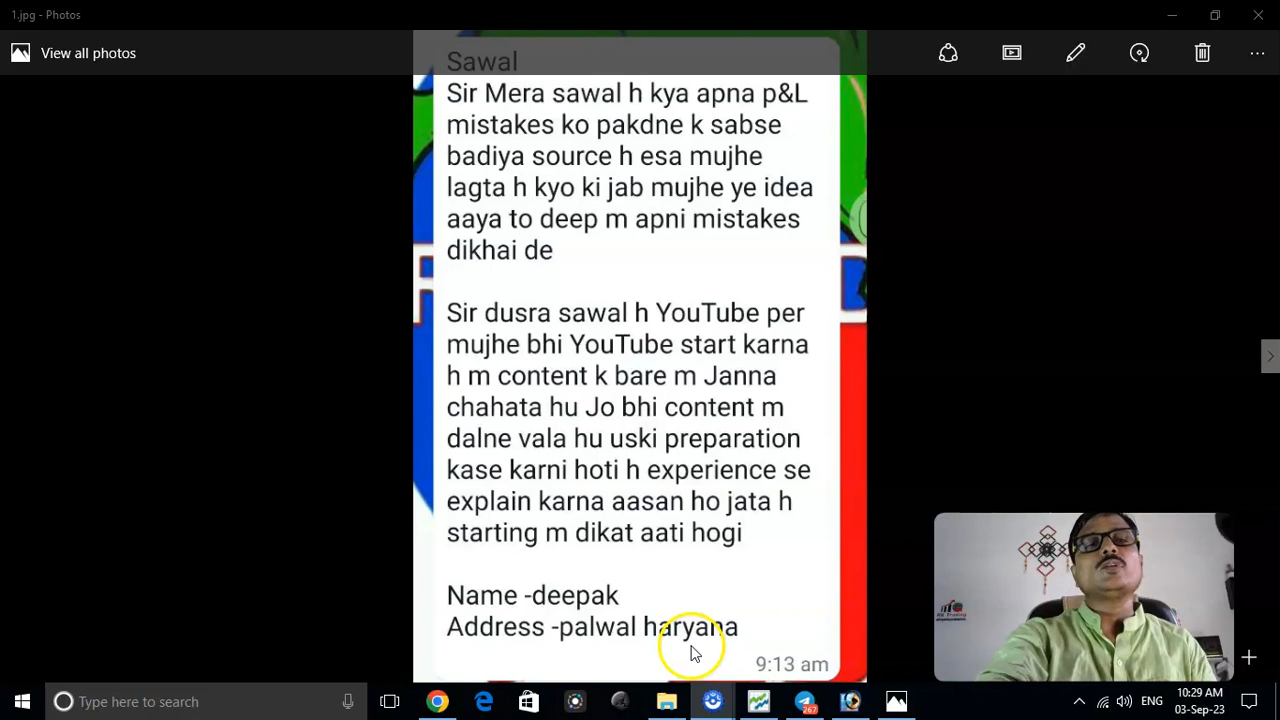 1.jpg - Photos
View all photos
Sawal
Sir Mera sawal h kya apna p&L
mistakes ko pakdne k sabse
badiya source h esa mujhe
lagta h kyo ki jab mujhe ye idea
aaya to deep m apni mistakes
dikhai de
Sir dusra sawal h YouTube per
mujhe bhi YouTube start karna
h m content k bare m Janna
chahata hu Jo bhi content m
dalne vala hu uski preparation
kase karni hoti h experience se
explain karna aasan ho jata h
starting m dikat aati hogi
Name -deepak
Address -palwal haryana
9:13 am
Type here to search
267
ENG
10:29 AM
03-Sep-23